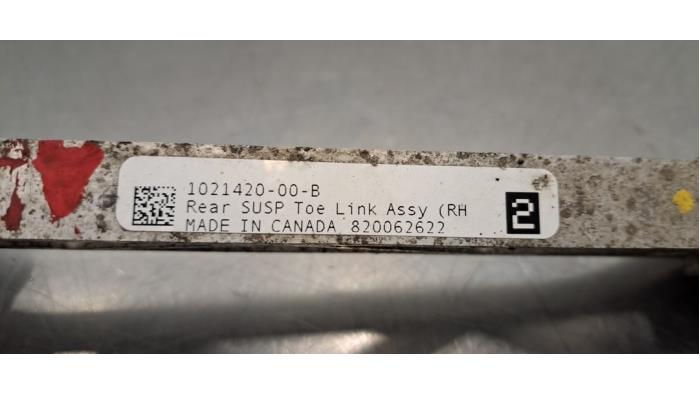 1021420-00-B
Rear SUSP Toe Link Assy (RH
MADE IN CANADA 820062622
2